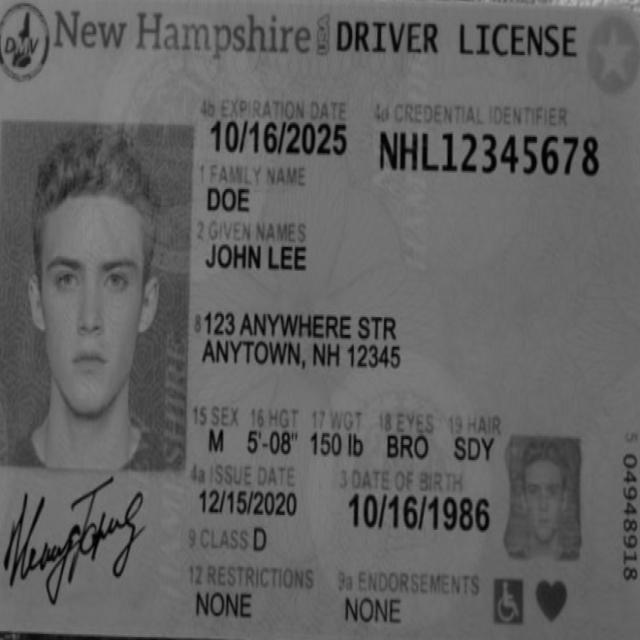 DMV New Hampshire USA DRIVER LICENSE
4b EXPIRATION DATE 4d CREDENTIAL IDENTIFIER
10/16/2025 NHL12345678
1 FAMILY NAME
DOE
2 GIVEN NAMES
JOHN LEE
8 123 ANYWHERE STR
ANYTOWN, NH 12345
15 SEX 16 HGT 17 WGT 18 EYES 19 HAIR
M 5'-08" 150 lb BRO SDY
4a ISSUE DATE 3 DATE OF BIRTH
12/15/2020 10/16/1986
9 CLASS D
12 RESTRICTIONS 9a ENDORSEMENTS
NONE NONE
5 04948918